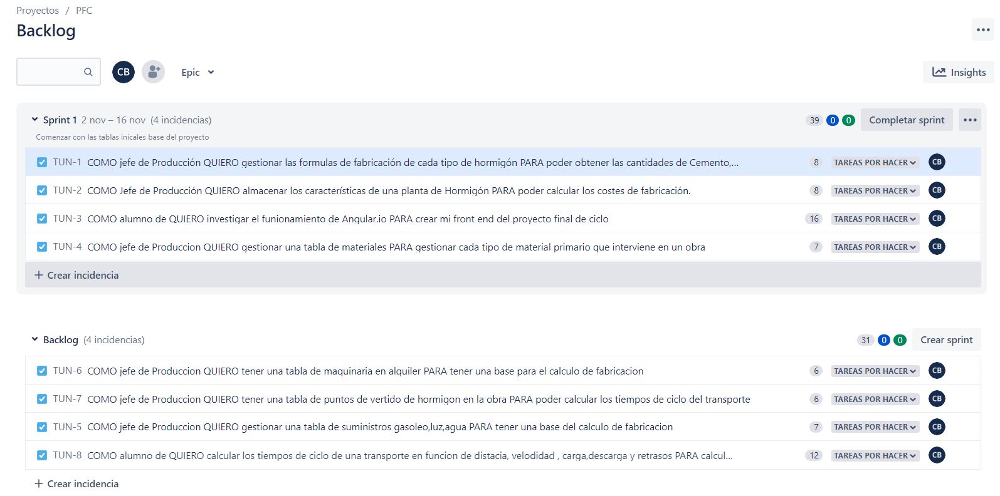 Proyectos / PFC
Backlog
CB Epic Insights
Sprint 1 2 nov – 16 nov (4 incidencias) 39 0 0 Completar sprint
Comenzar con las tablas inicales base del proyecto
TUN-1 COMO jefe de Producción QUIERO gestionar las formulas de fabricación de cada tipo de hormigón PARA poder obtener las cantidades de Cemento,... 8 TAREAS POR HACER CB
TUN-2 COMO Jefe de Producción QUIERO almacenar los características de una planta de Hormigón PARA poder calcular los costes de fabricación. 8 TAREAS POR HACER CB
TUN-3 COMO alumno de QUIERO investigar el funionamiento de Angular.io PARA crear mi front end del proyecto final de ciclo 16 TAREAS POR HACER CB
TUN-4 COMO jefe de Produccion QUIERO gestionar una tabla de materiales PARA gestionar cada tipo de material primario que interviene en un obra 7 TAREAS POR HACER CB
+ Crear incidencia
Backlog (4 incidencias) 31 0 0 Crear sprint
TUN-6 COMO jefe de Produccion QUIERO tener una tabla de maquinaria en alquiler PARA tener una base para el calculo de fabricacion 6 TAREAS POR HACER CB
TUN-7 COMO jefe de Produccion QUIERO tener una tabla de puntos de vertido de hormigon en la obra PARA poder calcular los tiempos de ciclo del transporte 6 TAREAS POR HACER CB
TUN-5 COMO jefe de Produccion QUIERO gestionar una tabla de suministros gasoleo,luz,agua PARA tener una base del calculo de fabricacion 7 TAREAS POR HACER CB
TUN-8 COMO alumno de QUIERO calcular los tiempos de ciclo de una transporte en funcion de distacia, velodidad , carga,descarga y retrasos PARA calcul... 12 TAREAS POR HACER CB
+ Crear incidencia